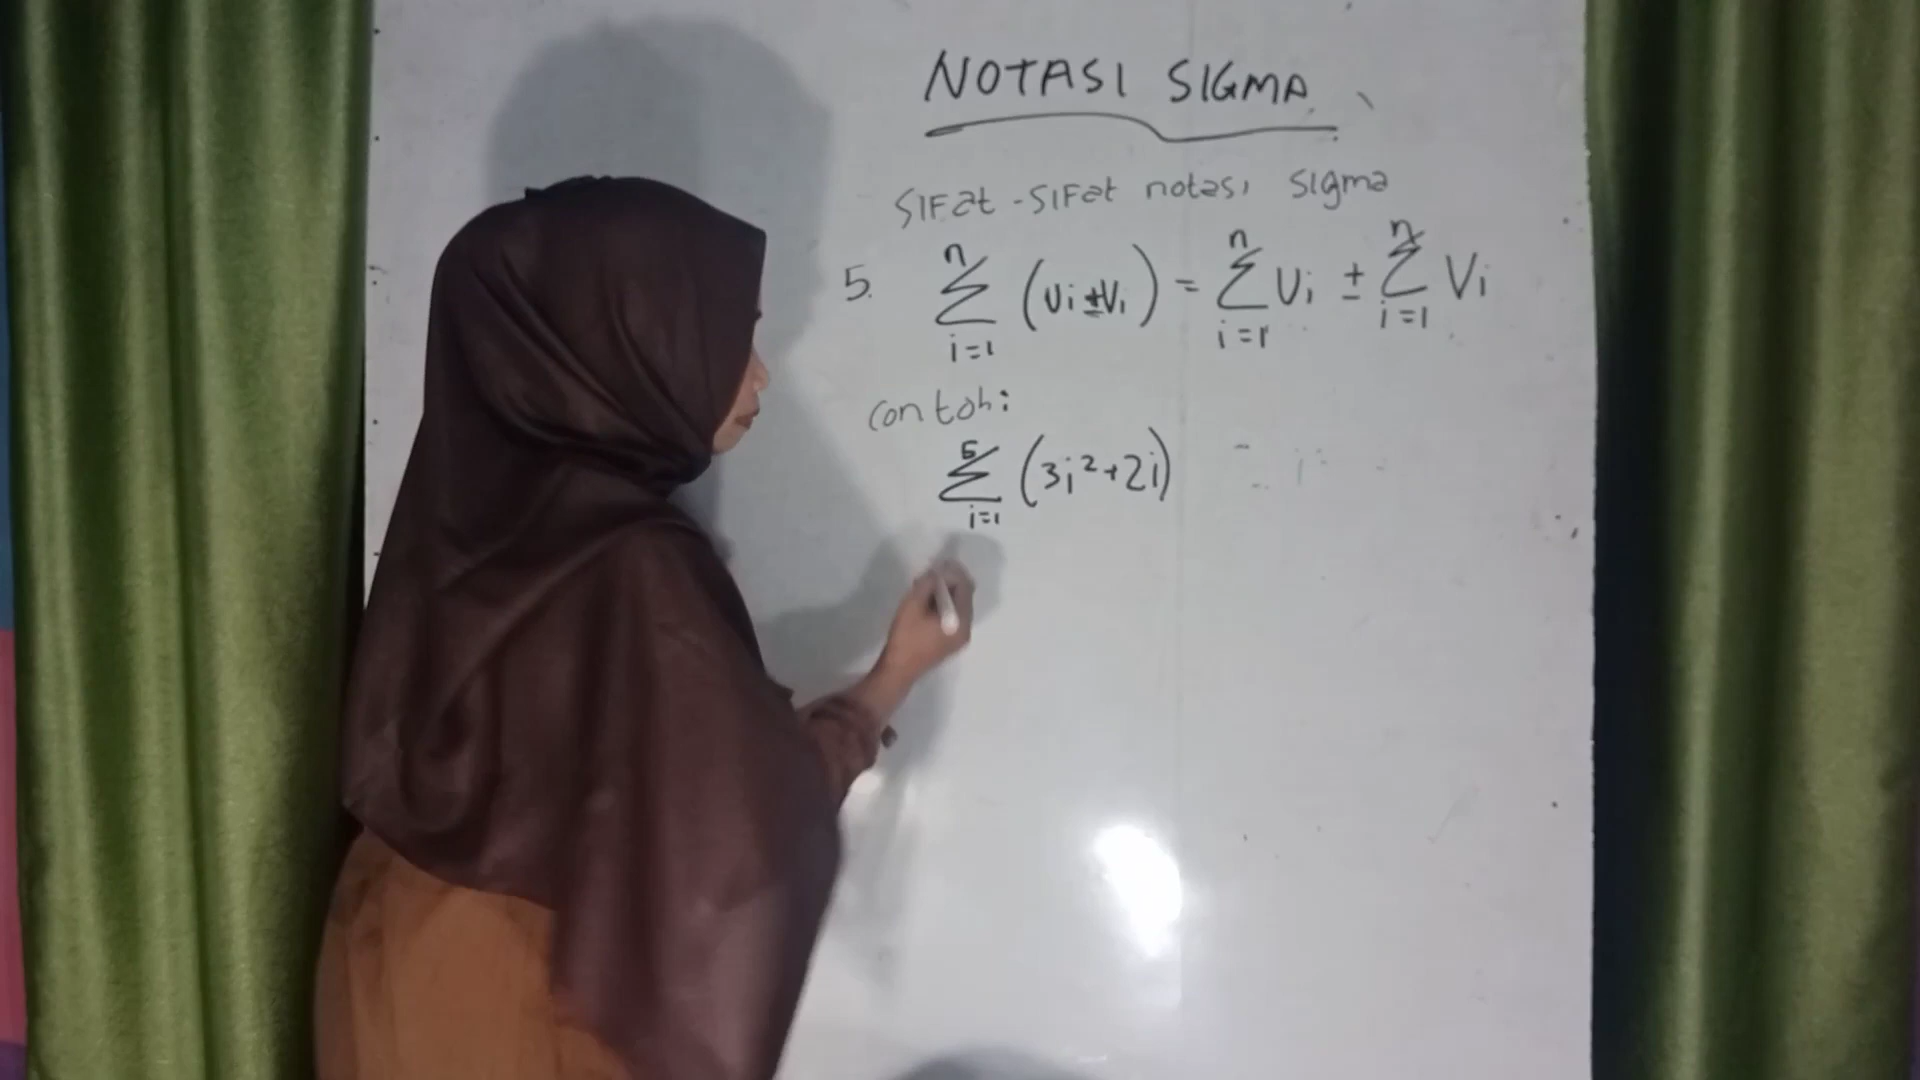 NOTASI SIGMA
SIFat-SIFat notasi sigma
5. n∑i=1 (Ui±Vi) = n∑i=1 Ui ± n∑i=1 Vi
Contoh:
5∑i=1 (3i²+2i)